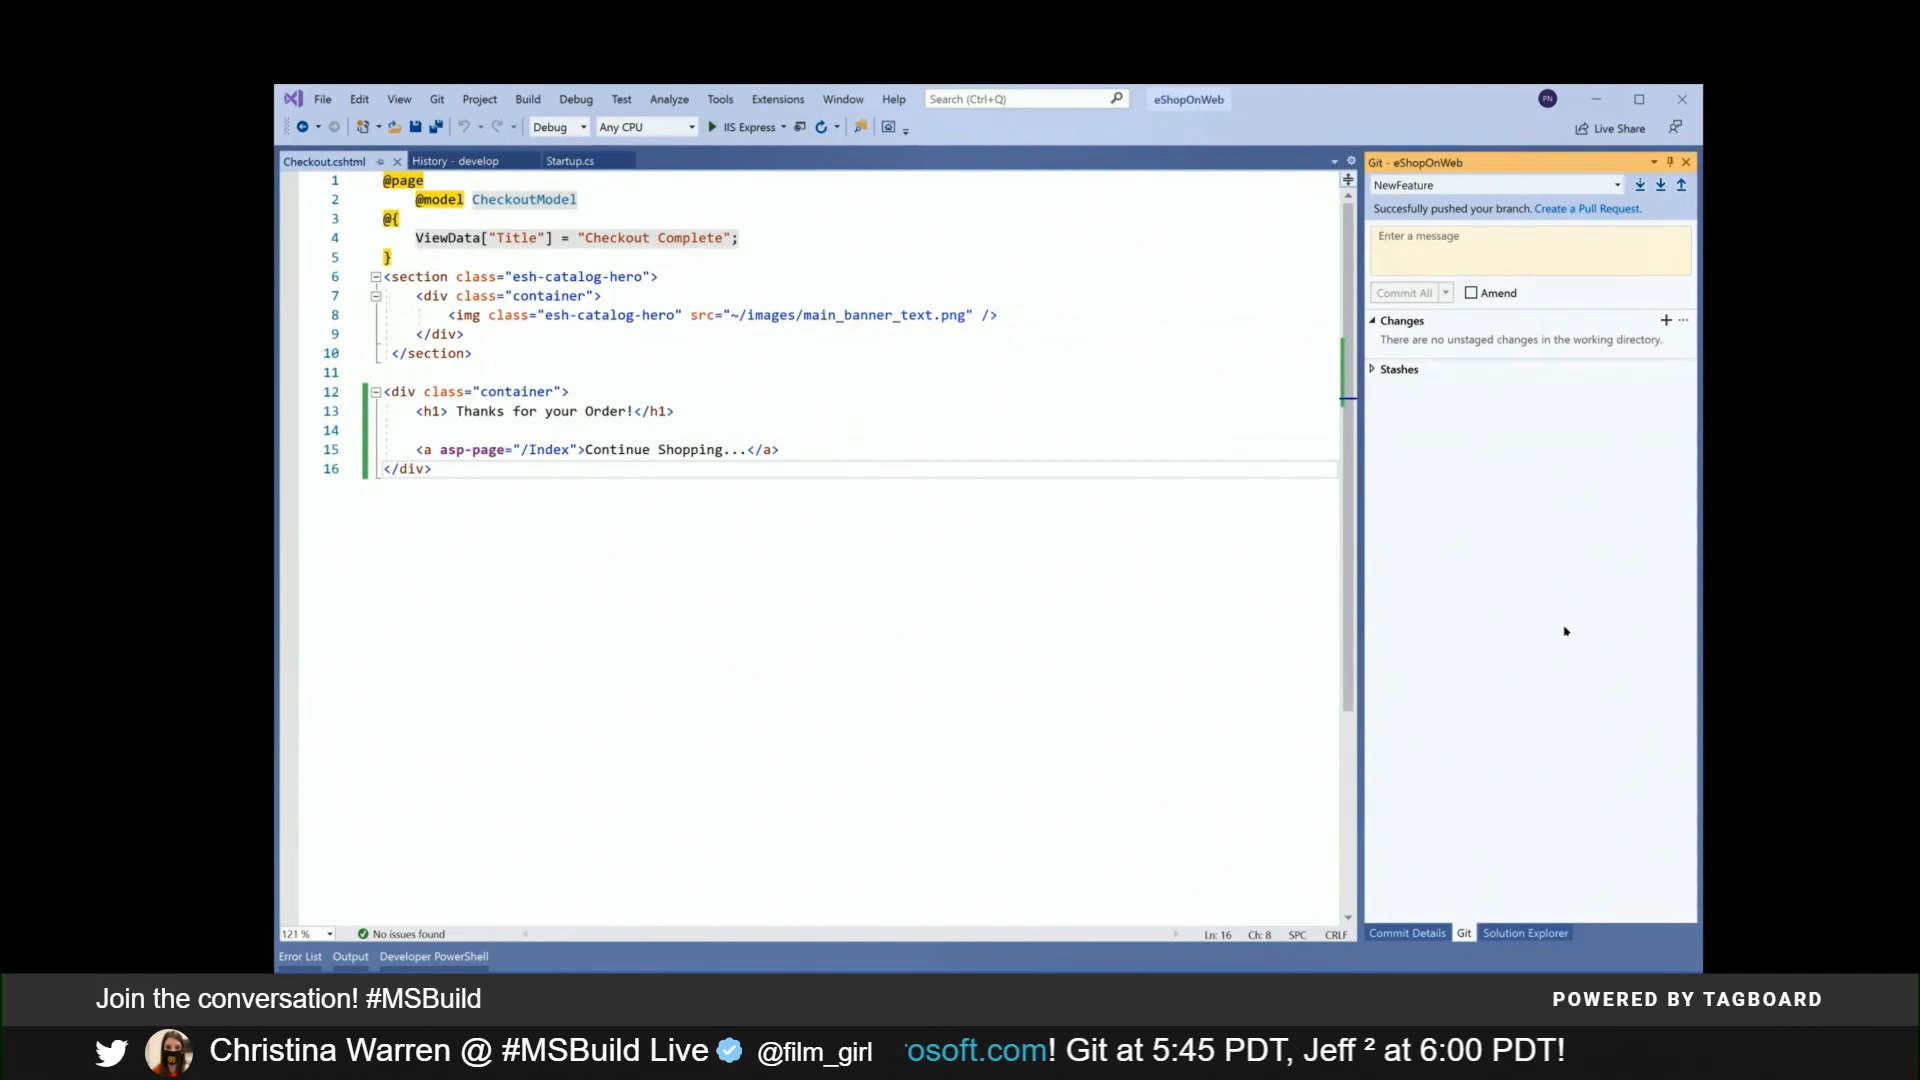 File Edit View Git Project Build Debug Test Analyze Tools Extensions Window Help Search (Ctrl+Q) eShopOnWeb PN
Debug Any CPU IIS Express Live Share
Checkout.cshtml History - develop Startup.cs
1 @page
2 @model CheckoutModel
3 @{
4 ViewData["Title"] = "Checkout Complete";
5 }
6 <section class="esh-catalog-hero">
7 <div class="container">
8 <img class="esh-catalog-hero" src="~/images/main_banner_text.png" />
9 </div>
10 </section>
11
12 <div class="container">
13 <h1> Thanks for your Order!</h1>
14
15 <a asp-page="/Index">Continue Shopping...</a>
16 </div>
121 % No issues found Ln: 16 Ch: 8 SPC CRLF
Error List Output Developer PowerShell
Git - eShopOnWeb
NewFeature
Succesfully pushed your branch. Create a Pull Request.
Enter a message
Commit All Amend
Changes
There are no unstaged changes in the working directory.
Stashes
Commit Details Git Solution Explorer
Join the conversation! #MSBuild
POWERED BY TAGBOARD
Christina Warren @ #MSBuild Live @film_girl osoft.com! Git at 5:45 PDT, Jeff ² at 6:00 PDT!